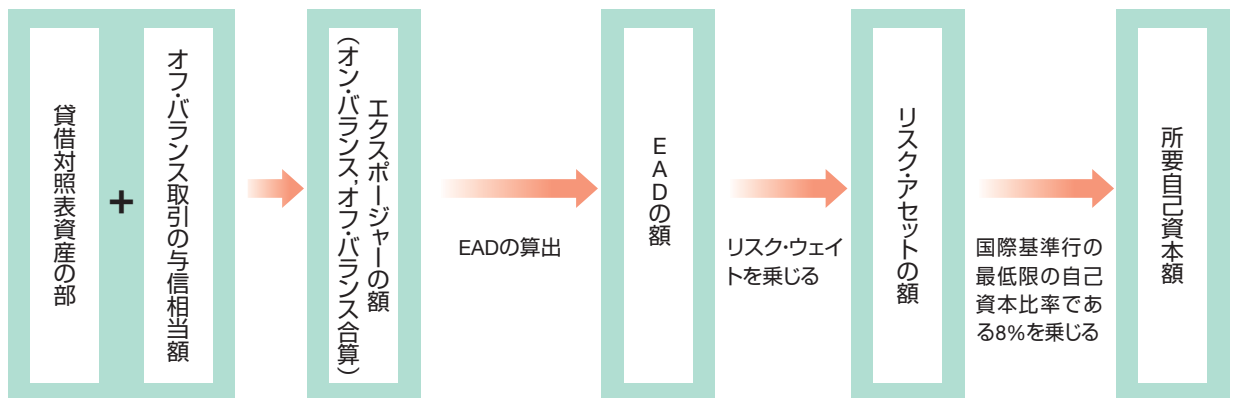 貸借対照表資産の部
+
オフ・バランス取引の与信相当額
エクスポージャーの額
(オン・バランス,オフ・バランス合算)
EADの算出
EADの額
リスク・ウェイ
トを乗じる
リスク・アセットの額
国際基準行の
最低限の自己
資本比率であ
る8%を乗じる
所要自己資本額